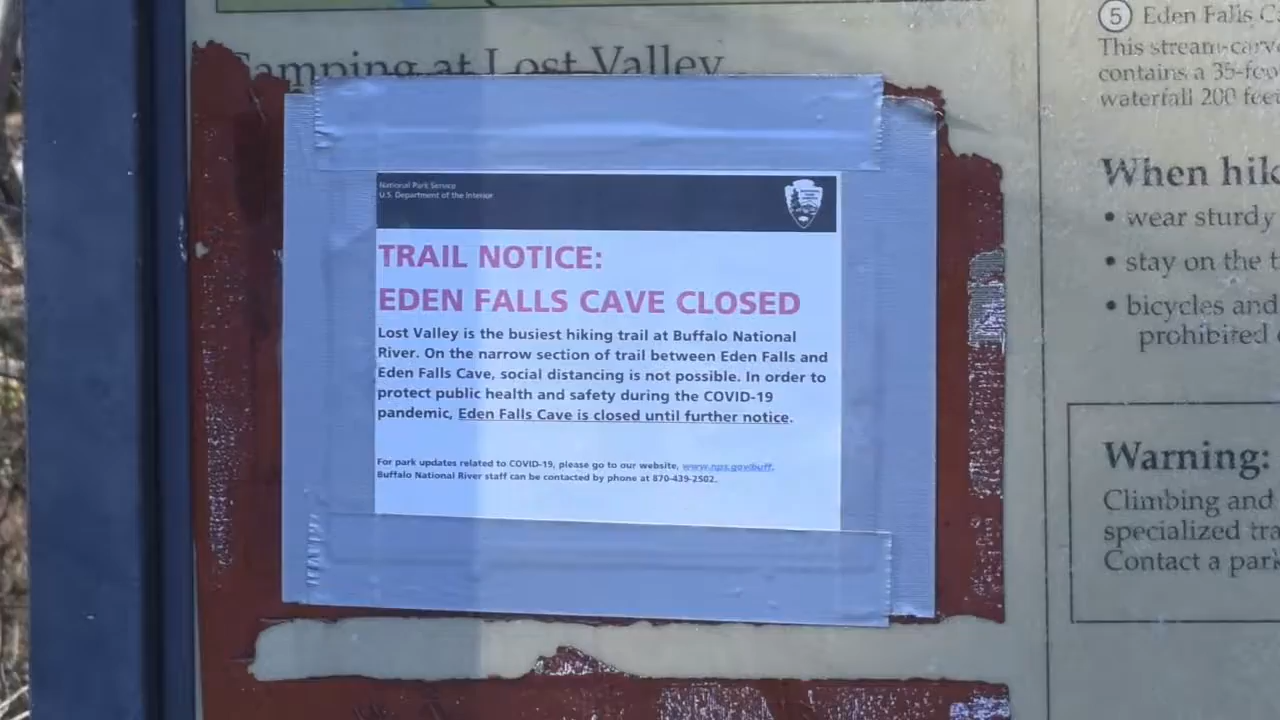 Camping at Lost Valley
National Park Service
U.S. Department of the Interior
TRAIL NOTICE:
EDEN FALLS CAVE CLOSED
Lost Valley is the busiest hiking trail at Buffalo National
River. On the narrow section of trail between Eden Falls and
Eden Falls Cave, social distancing is not possible. In order to
protect public health and safety during the COVID-19
pandemic, Eden Falls Cave is closed until further notice.
For park updates related to COVID-19, please go to our website, www.nps.gov/buff.
Buffalo National River staff can be contacted by phone at 870-439-2502.
5 Eden Falls C
This stream-carv
contains a 35-foo
waterfall 200 fee
When hik
• wear sturdy
• stay on the t
• bicycles and
prohibited
Warning:
Climbing and
specialized tra
Contact a park